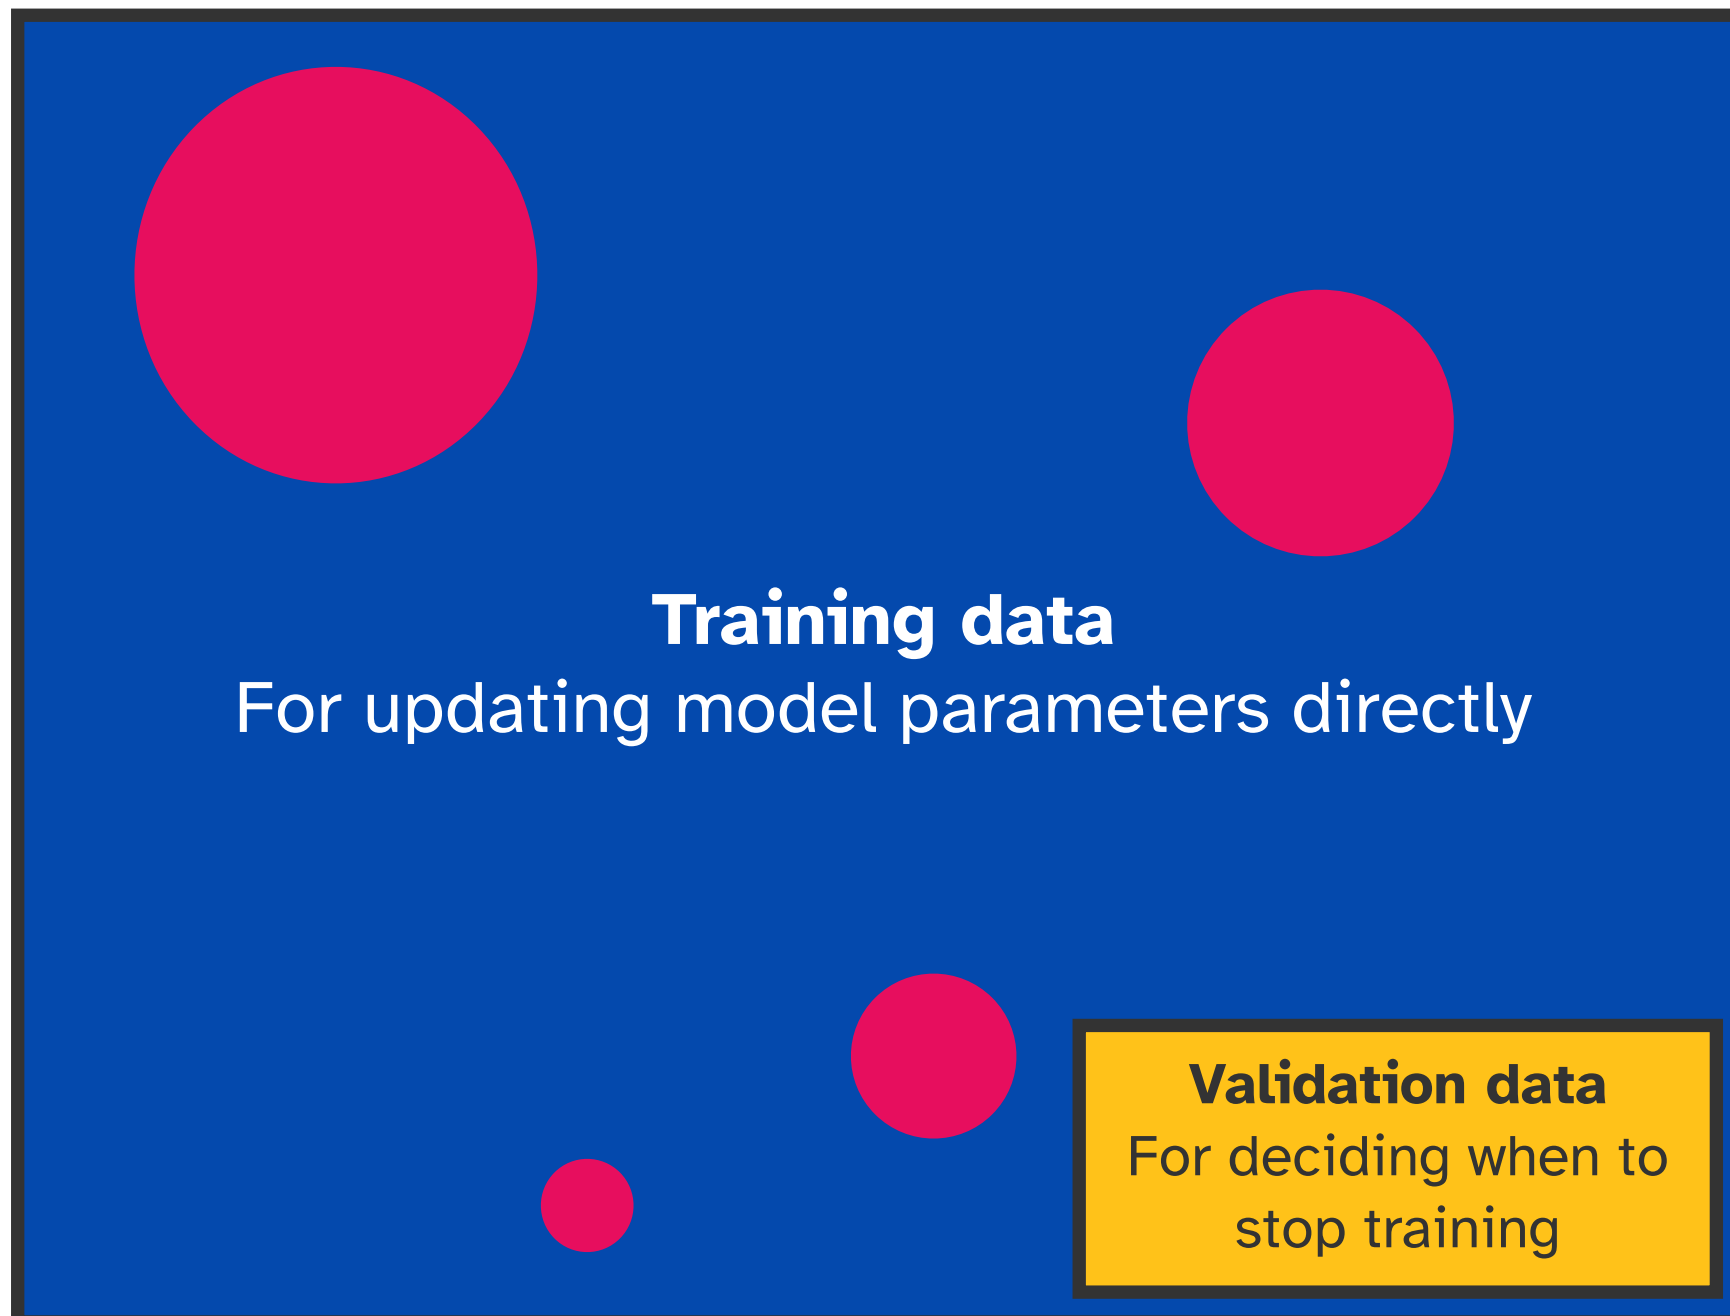 Training data
For updating model parameters directly
Validation data
For deciding when to
stop training